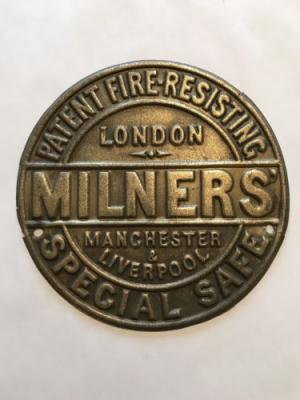 PATENT FIRE-RESISTING
LONDON
MILNERS'
MANCHESTER
&
LIVERPOOL
SPECIAL SAFE